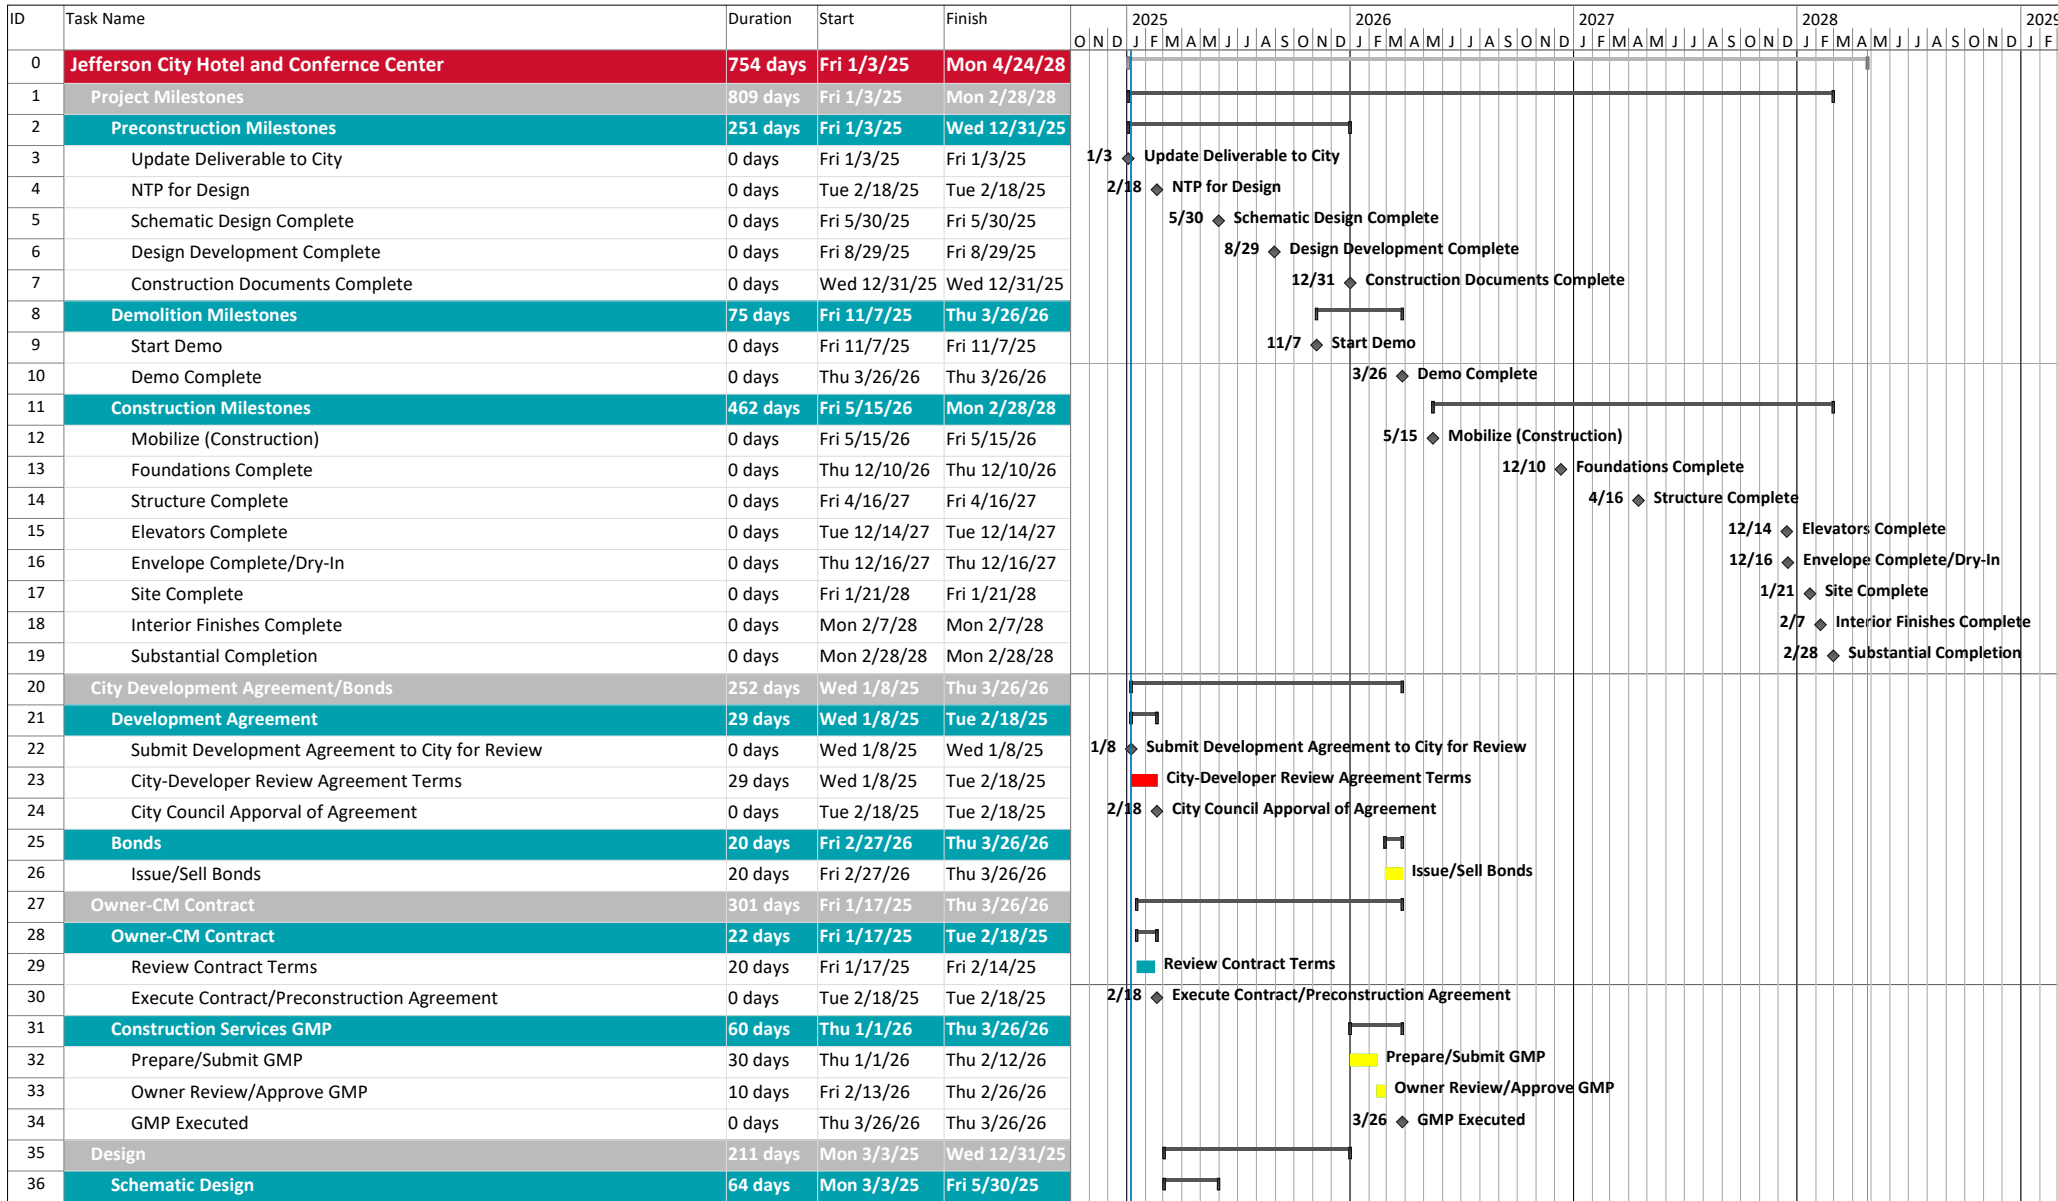 ID Task Name Duration Start Finish 2025 2026 2027 2028 2029
O N D J F M A M J J A S O N D J F M A M J J A S O N D J F M A M J J A S O N D J F M A M J J A S O N D J F
0 Jefferson City Hotel and Confernce Center 754 days Fri 1/3/25 Mon 4/24/28
1 Project Milestones 809 days Fri 1/3/25 Mon 2/28/28
2 Preconstruction Milestones 251 days Fri 1/3/25 Wed 12/31/25
3 Update Deliverable to City 0 days Fri 1/3/25 Fri 1/3/25 1/3 Update Deliverable to City
4 NTP for Design 0 days Tue 2/18/25 Tue 2/18/25 2/18 NTP for Design
5 Schematic Design Complete 0 days Fri 5/30/25 Fri 5/30/25 5/30 Schematic Design Complete
6 Design Development Complete 0 days Fri 8/29/25 Fri 8/29/25 8/29 Design Development Complete
7 Construction Documents Complete 0 days Wed 12/31/25 Wed 12/31/25 12/31 Construction Documents Complete
8 Demolition Milestones 75 days Fri 11/7/25 Thu 3/26/26
9 Start Demo 0 days Fri 11/7/25 Fri 11/7/25 11/7 Start Demo
10 Demo Complete 0 days Thu 3/26/26 Thu 3/26/26 3/26 Demo Complete
11 Construction Milestones 462 days Fri 5/15/26 Mon 2/28/28
12 Mobilize (Construction) 0 days Fri 5/15/26 Fri 5/15/26 5/15 Mobilize (Construction)
13 Foundations Complete 0 days Thu 12/10/26 Thu 12/10/26 12/10 Foundations Complete
14 Structure Complete 0 days Fri 4/16/27 Fri 4/16/27 4/16 Structure Complete
15 Elevators Complete 0 days Tue 12/14/27 Tue 12/14/27 12/14 Elevators Complete
16 Envelope Complete/Dry-In 0 days Thu 12/16/27 Thu 12/16/27 12/16 Envelope Complete/Dry-In
17 Site Complete 0 days Fri 1/21/28 Fri 1/21/28 1/21 Site Complete
18 Interior Finishes Complete 0 days Mon 2/7/28 Mon 2/7/28 2/7 Interior Finishes Complete
19 Substantial Completion 0 days Mon 2/28/28 Mon 2/28/28 2/28 Substantial Completion
20 City Development Agreement/Bonds 252 days Wed 1/8/25 Thu 3/26/26
21 Development Agreement 29 days Wed 1/8/25 Tue 2/18/25
22 Submit Development Agreement to City for Review 0 days Wed 1/8/25 Wed 1/8/25 1/8 Submit Development Agreement to City for Review
23 City-Developer Review Agreement Terms 29 days Wed 1/8/25 Tue 2/18/25 City-Developer Review Agreement Terms
24 City Council Apporval of Agreement 0 days Tue 2/18/25 Tue 2/18/25 2/18 City Council Apporval of Agreement
25 Bonds 20 days Fri 2/27/26 Thu 3/26/26
26 Issue/Sell Bonds 20 days Fri 2/27/26 Thu 3/26/26 Issue/Sell Bonds
27 Owner-CM Contract 301 days Fri 1/17/25 Thu 3/26/26
28 Owner-CM Contract 22 days Fri 1/17/25 Tue 2/18/25
29 Review Contract Terms 20 days Fri 1/17/25 Fri 2/14/25 Review Contract Terms
30 Execute Contract/Preconstruction Agreement 0 days Tue 2/18/25 Tue 2/18/25 2/18 Execute Contract/Preconstruction Agreement
31 Construction Services GMP 60 days Thu 1/1/26 Thu 3/26/26
32 Prepare/Submit GMP 30 days Thu 1/1/26 Thu 2/12/26 Prepare/Submit GMP
33 Owner Review/Approve GMP 10 days Fri 2/13/26 Thu 2/26/26 Owner Review/Approve GMP
34 GMP Executed 0 days Thu 3/26/26 Thu 3/26/26 3/26 GMP Executed
35 Design 211 days Mon 3/3/25 Wed 12/31/25
36 Schematic Design 64 days Mon 3/3/25 Fri 5/30/25